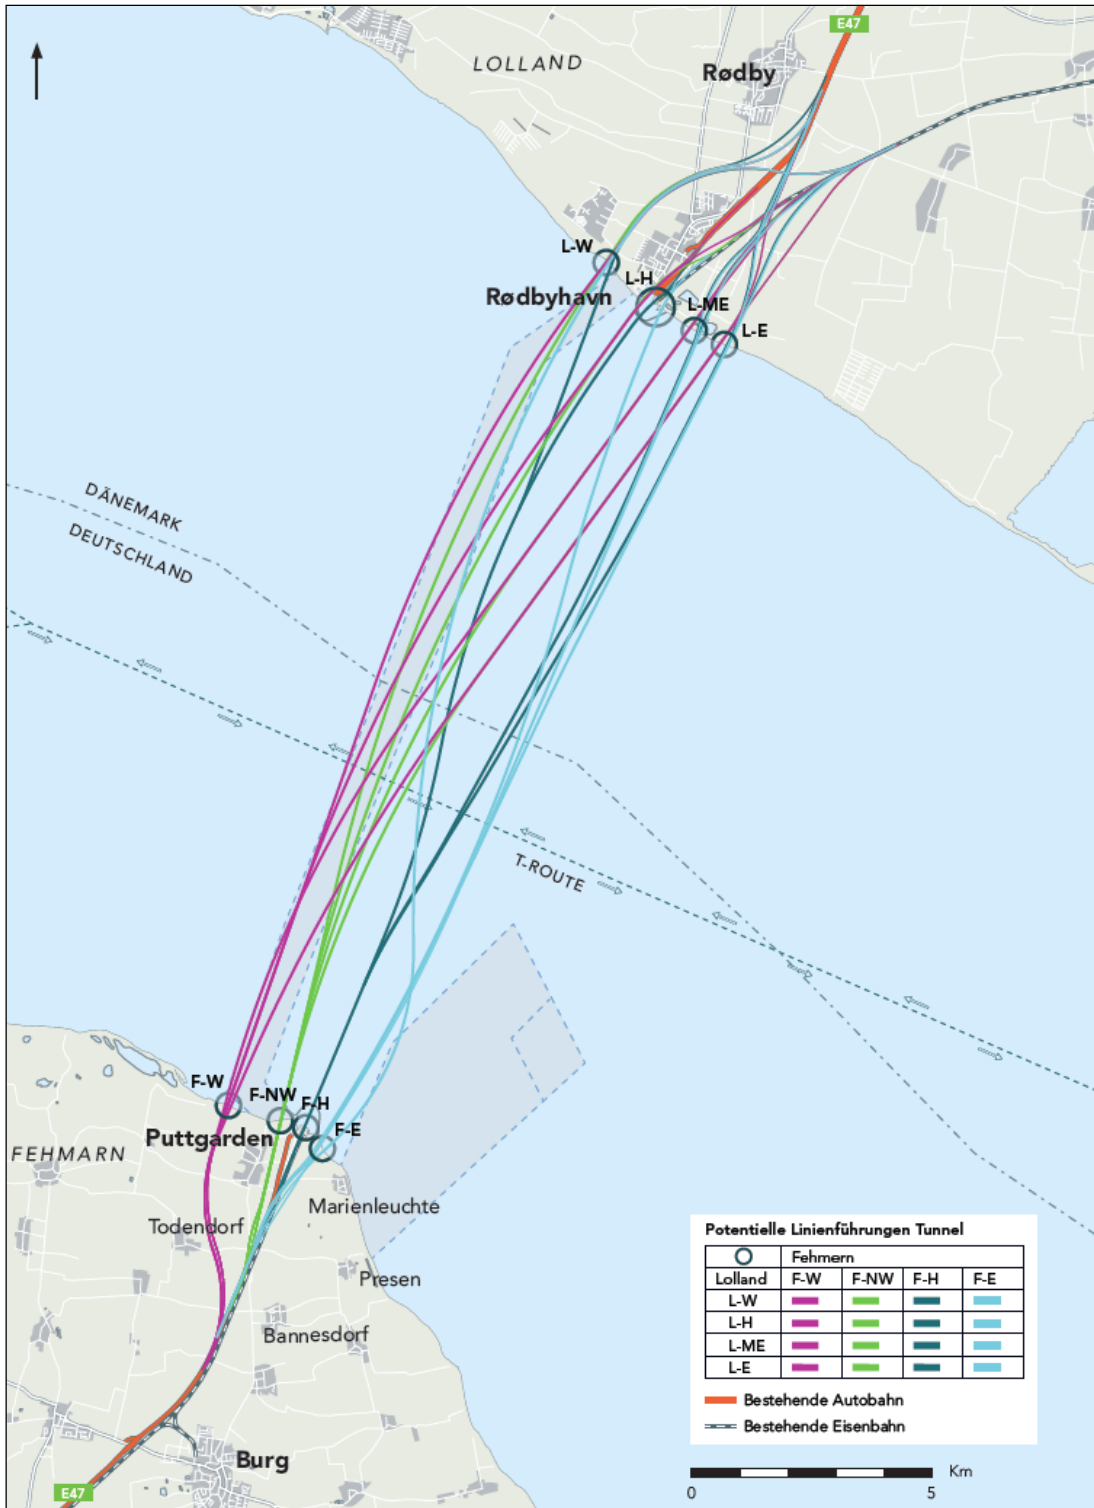 E47
LOLLAND
Rødby
L-W
L-H
Rødbyhavn
L-ME
L-E
DÄNEMARK
DEUTSCHLAND
T-ROUTE
F-W
F-NW
F-H
Puttgarden
F-E
FEHMARN
Marienleuchte
Todendorf
Presen
Bannesdorf
Burg
E47
Potentielle Linienführungen Tunnel
Fehmern
Lolland F-W F-NW F-H F-E
L-W
L-H
L-ME
L-E
Bestehende Autobahn
Bestehende Eisenbahn
Km
0 5